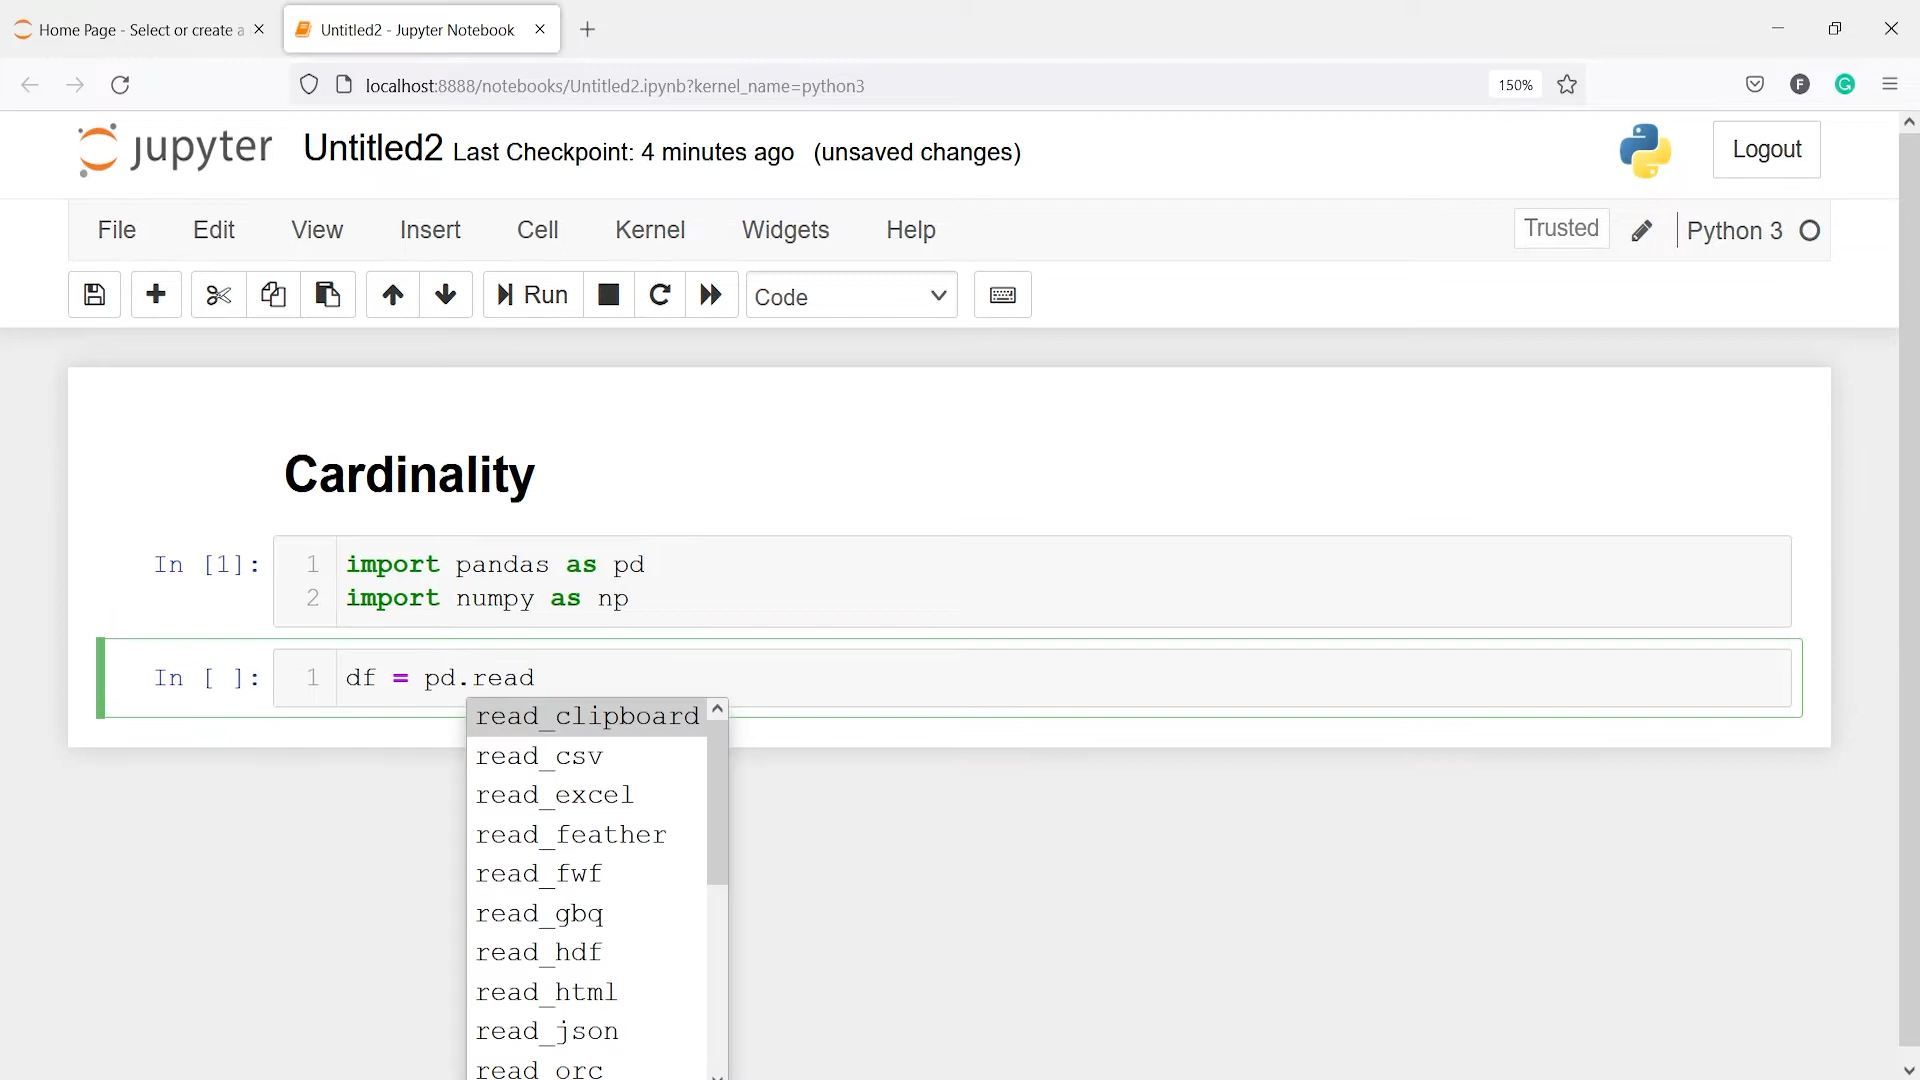 Home Page - Select or create a
Untitled2 - Jupyter Notebook
localhost:8888/notebooks/Untitled2.ipynb?kernel_name=python3
150%
F
G
jupyter Untitled2 Last Checkpoint: 4 minutes ago (unsaved changes)
Logout
File Edit View Insert Cell Kernel Widgets Help
Trusted
Python 3
Run
Code
Cardinality
In [1]:
1 import pandas as pd
2 import numpy as np
In [ ]:
1 df = pd.read
read_clipboard
read_csv
read_excel
read_feather
read_fwf
read_gbq
read_hdf
read_html
read_json
read_orc